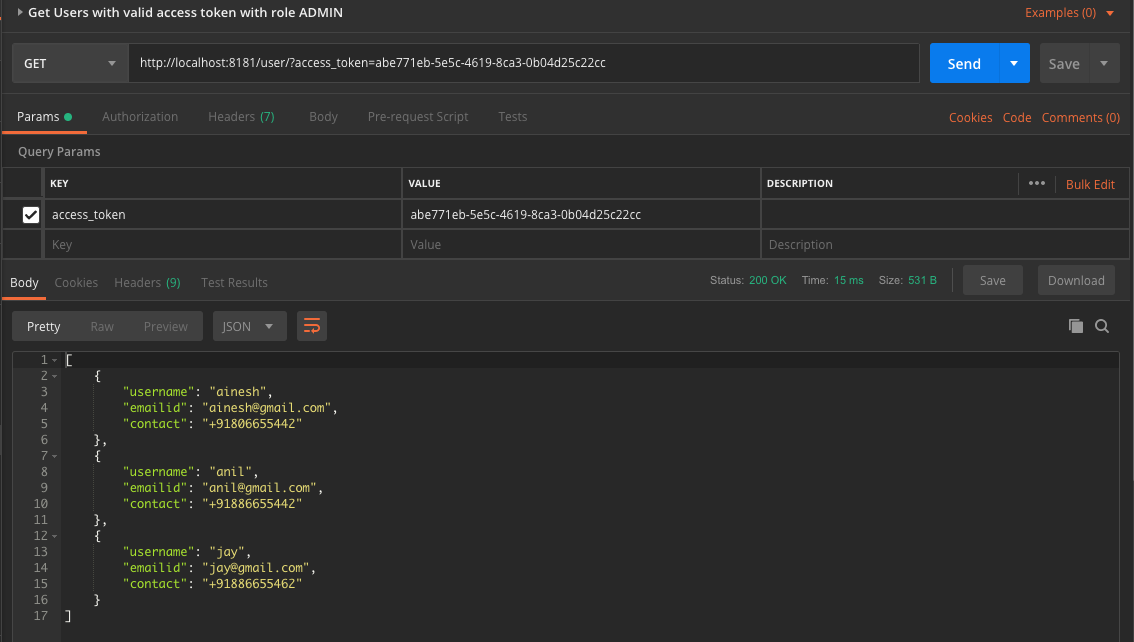 Get Users with valid access token with role ADMIN
Examples (0)
GET
http://localhost:8181/user/?access_token=abe771eb-5e5c-4619-8ca3-0b04d25c22cc
Send
Save
Params
Authorization
Headers (7)
Body
Pre-request Script
Tests
Cookies
Code
Comments (0)
Query Params
KEY
VALUE
DESCRIPTION
•••
Bulk Edit
access_token
abe771eb-5e5c-4619-8ca3-0b04d25c22cc
Key
Value
Description
Body
Cookies
Headers (9)
Test Results
Status: 200 OK
Time: 15 ms
Size: 531 B
Save
Download
Pretty
Raw
Preview
JSON
1 [
2 {
3 "username": "ainesh",
4 "emailid": "ainesh@gmail.com",
5 "contact": "+91806655442"
6 },
7 {
8 "username": "anil",
9 "emailid": "anil@gmail.com",
10 "contact": "+91886655442"
11 },
12 {
13 "username": "jay",
14 "emailid": "jay@gmail.com",
15 "contact": "+91886655462"
16 }
17 ]